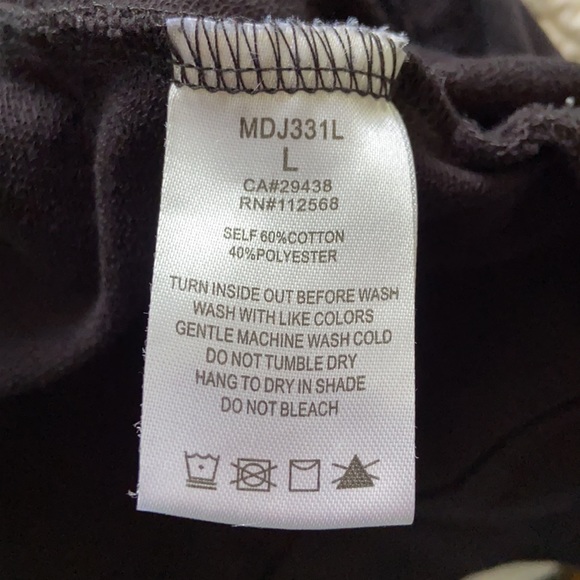 MDJ331L
L
CA#29438
RN#112568
SELF 60%COTTON
40%POLYESTER
TURN INSIDE OUT BEFORE WASH
WASH WITH LIKE COLORS
GENTLE MACHINE WASH COLD
DO NOT TUMBLE DRY
HANG TO DRY IN SHADE
DO NOT BLEACH